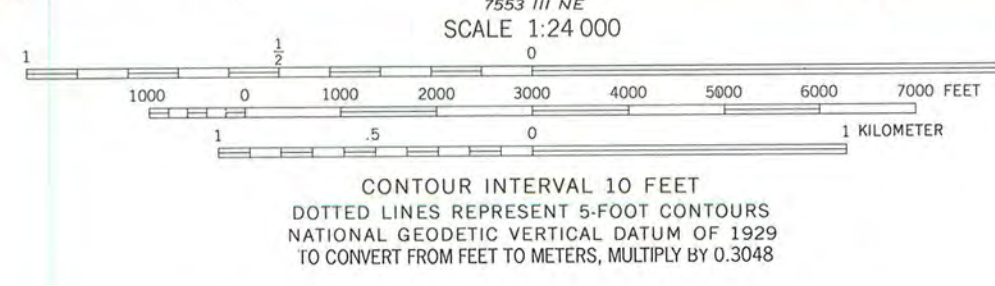 7553 III NE
SCALE 1:24 000
1 1/2 0
1000 0 1000 2000 3000 4000 5000 6000 7000 FEET
1 .5 0 1 KILOMETER
CONTOUR INTERVAL 10 FEET
DOTTED LINES REPRESENT 5-FOOT CONTOURS
NATIONAL GEODETIC VERTICAL DATUM OF 1929
TO CONVERT FROM FEET TO METERS, MULTIPLY BY 0.3048